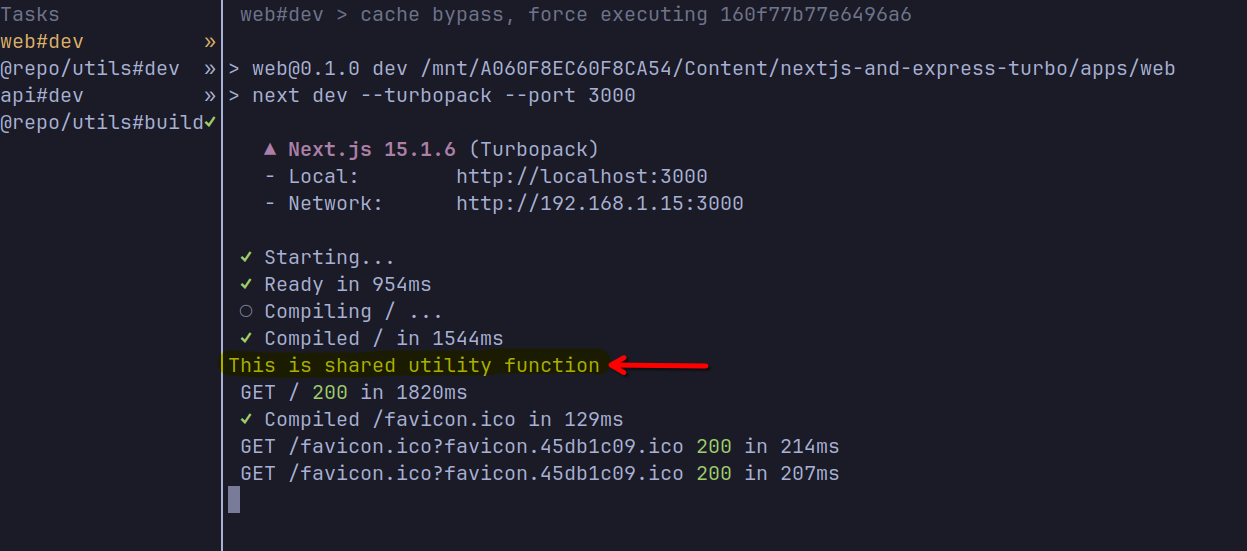 Tasks
web#dev »
@repo/utils#dev »
api#dev »
@repo/utils#build✓
web#dev > cache bypass, force executing 160f77b77e6496a6
> web@0.1.0 dev /mnt/A060F8EC60F8CA54/Content/nextjs-and-express-turbo/apps/web
> next dev --turbopack --port 3000
▲ Next.js 15.1.6 (Turbopack)
- Local: http://localhost:3000
- Network: http://192.168.1.15:3000
✓ Starting...
✓ Ready in 954ms
○ Compiling / ...
✓ Compiled / in 1544ms
This is shared utility function
GET / 200 in 1820ms
✓ Compiled /favicon.ico in 129ms
GET /favicon.ico?favicon.45db1c09.ico 200 in 214ms
GET /favicon.ico?favicon.45db1c09.ico 200 in 207ms